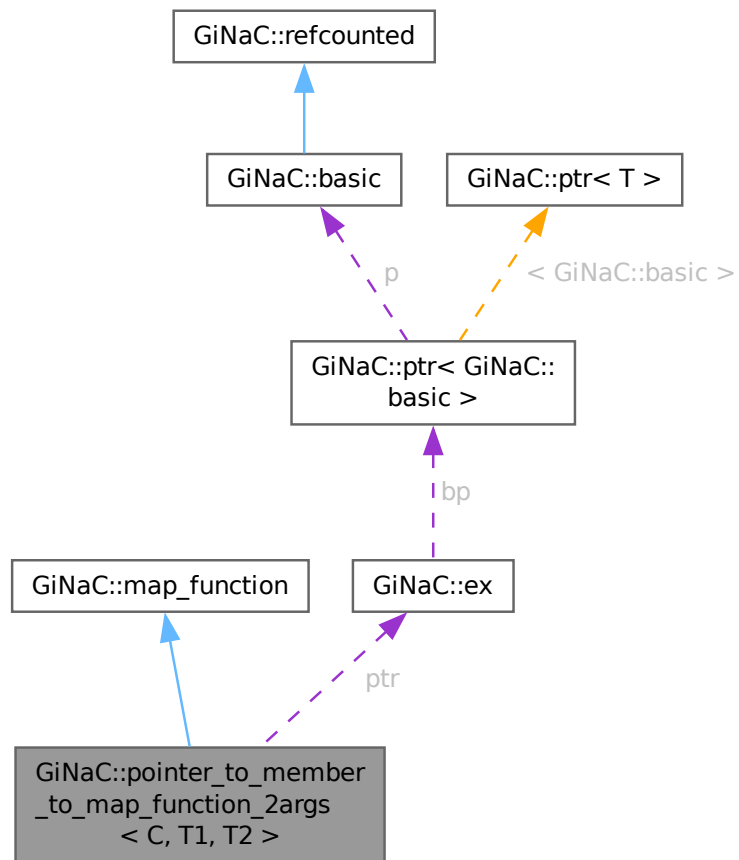 GiNaC::refcounted
GiNaC::basic
GiNaC::ptr< T >
p
< GiNaC::basic >
GiNaC::ptr< GiNaC::
basic >
bp
GiNaC::map_function
GiNaC::ex
ptr
GiNaC::pointer_to_member
_to_map_function_2args
< C, T1, T2 >